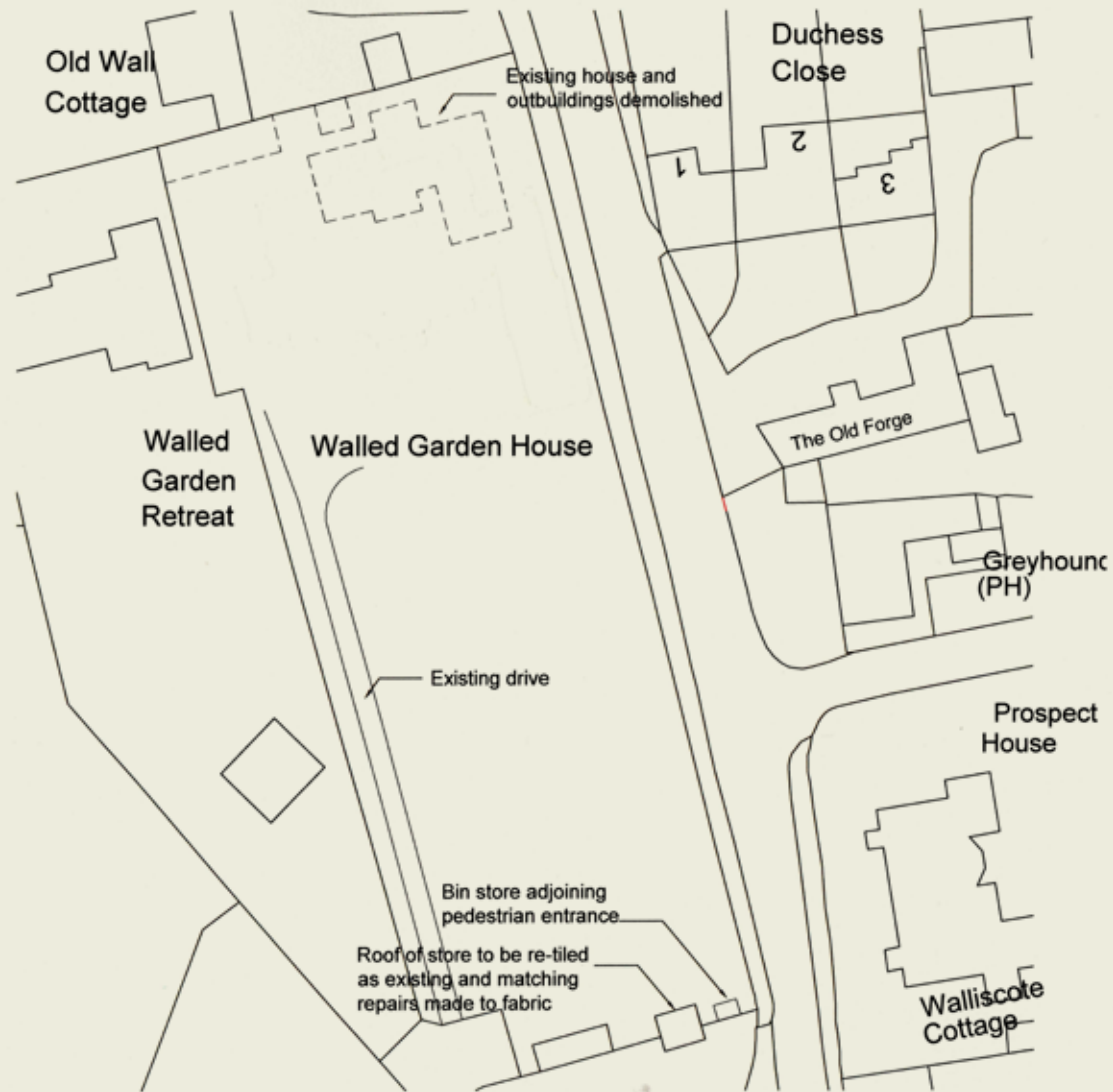 Old Wall
Cottage
Existing house and
outbuildings demolished
Duchess
Close
1
2
3
Walled
Garden
Retreat
Walled Garden House
The Old Forge
Greyhound
(PH)
Existing drive
Prospect
House
Bin store adjoining
pedestrian entrance
Roof of store to be re-tiled
as existing and matching
repairs made to fabric
Walliscote
Cottage